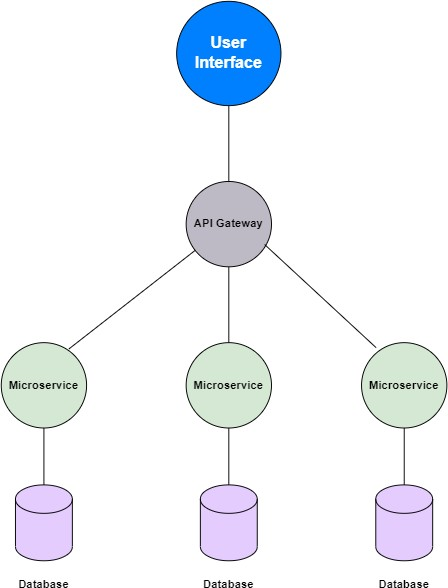 User
Interface
API Gateway
Microservice
Microservice
Microservice
Database
Database
Database